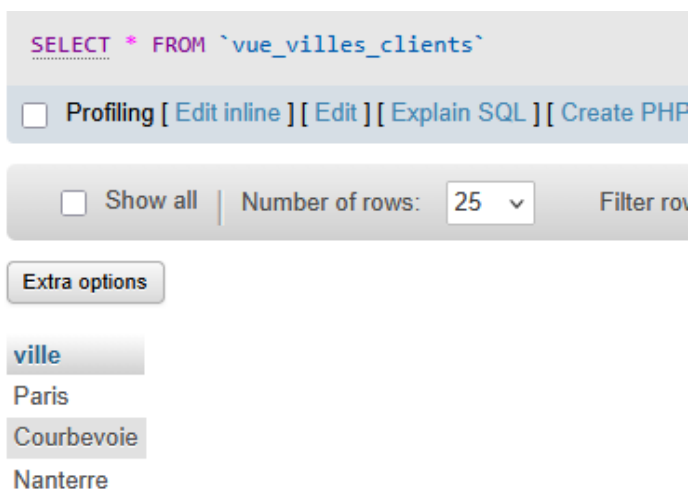 SELECT * FROM `vue_villes_clients`
Profiling [ Edit inline ] [ Edit ] [ Explain SQL ] [ Create PHP
Show all | Number of rows: 25 Filter
Extra options
ville
Paris
Courbevoie
Nanterre